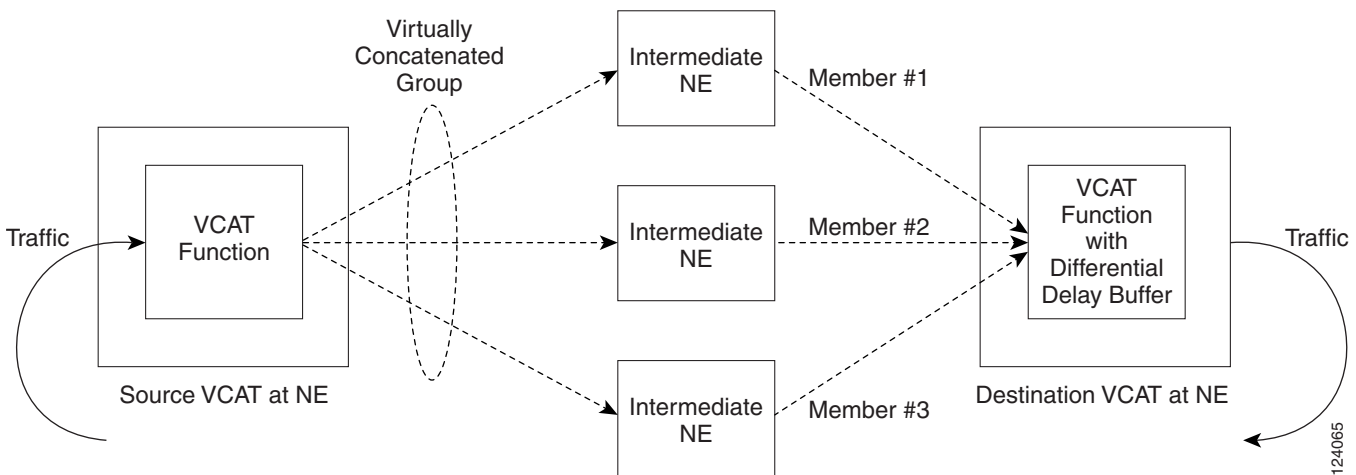 Virtually
Concatenated
Group
Intermediate
NE
Member #1
Traffic
VCAT
Function
Source VCAT at NE
Intermediate
NE
Member #2
VCAT
Function
with
Differential
Delay Buffer
Traffic
Destination VCAT at NE
Intermediate
NE
Member #3
124065